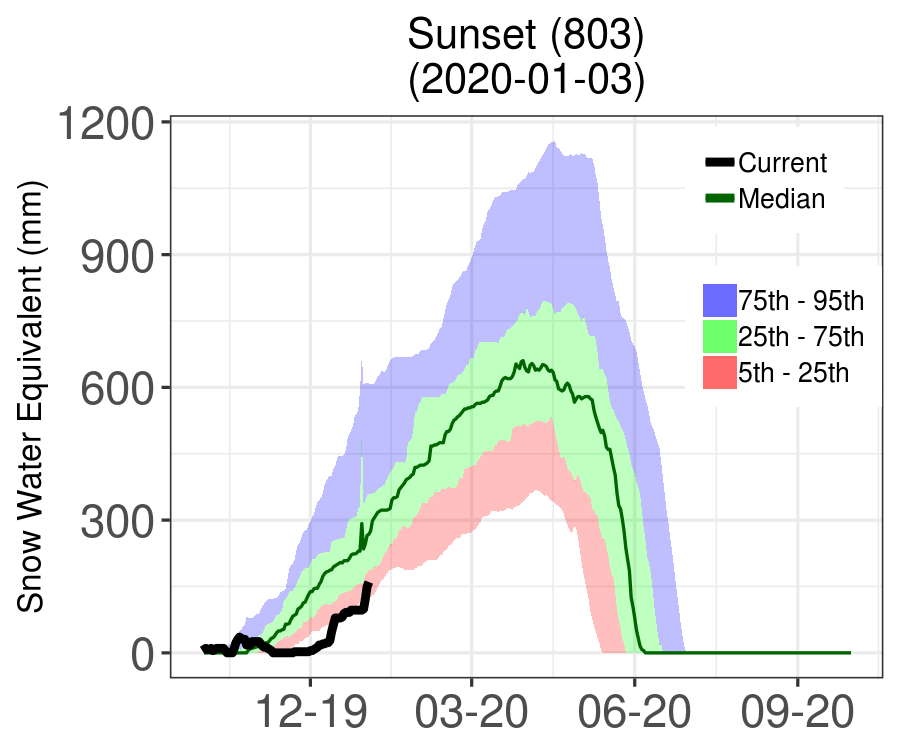 Sunset (803)
(2020-01-03)
1200
900
600
300
0
Snow Water Equivalent (mm)
Current
Median
75th - 95th
25th - 75th
5th - 25th
12-19
03-20
06-20
09-20